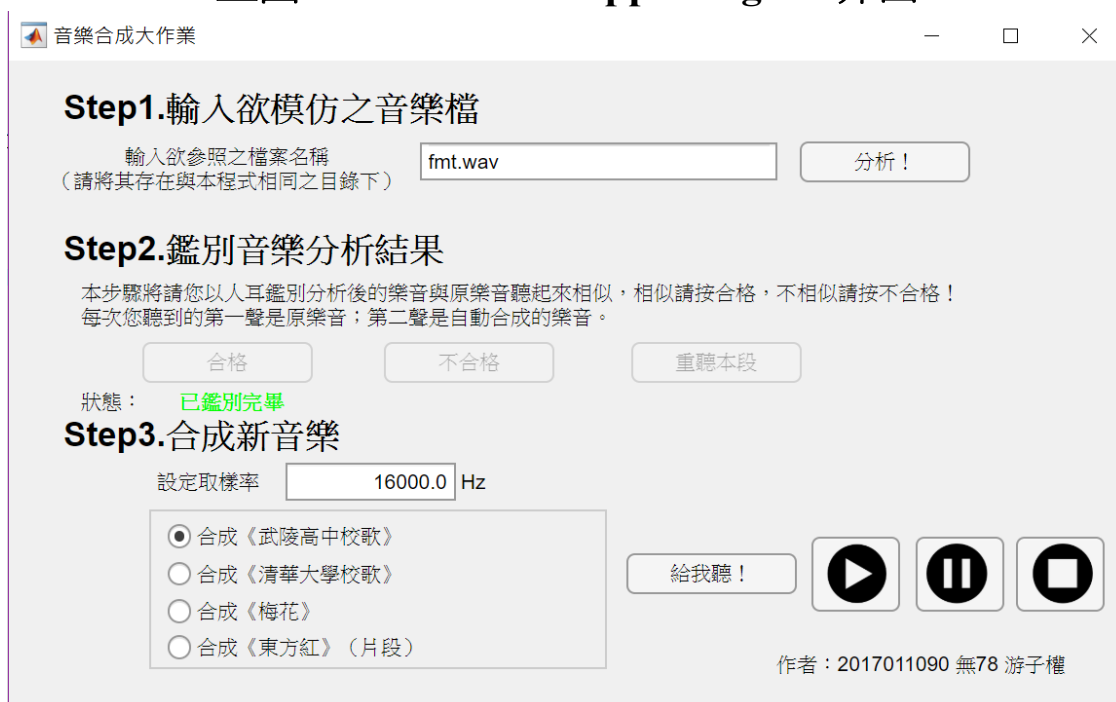 音樂合成大作業
Step1.輸入欲模仿之音樂檔
輸入欲參照之檔案名稱
（請將其存在與本程式相同之目錄下）
fmt.wav
分析！
Step2.鑑別音樂分析結果
本步驟將請您以人耳鑑別分析後的樂音與原樂音聽起來相似，相似請按合格，不相似請按不合格！
每次您聽到的第一聲是原樂音；第二聲是自動合成的樂音。
合格
不合格
重聽本段
狀態： 已鑑別完畢
Step3.合成新音樂
設定取樣率 16000.0 Hz
合成《武陵高中校歌》
合成《清華大學校歌》
合成《梅花》
合成《東方紅》（片段）
給我聽！
作者：2017011090 無78 游子權